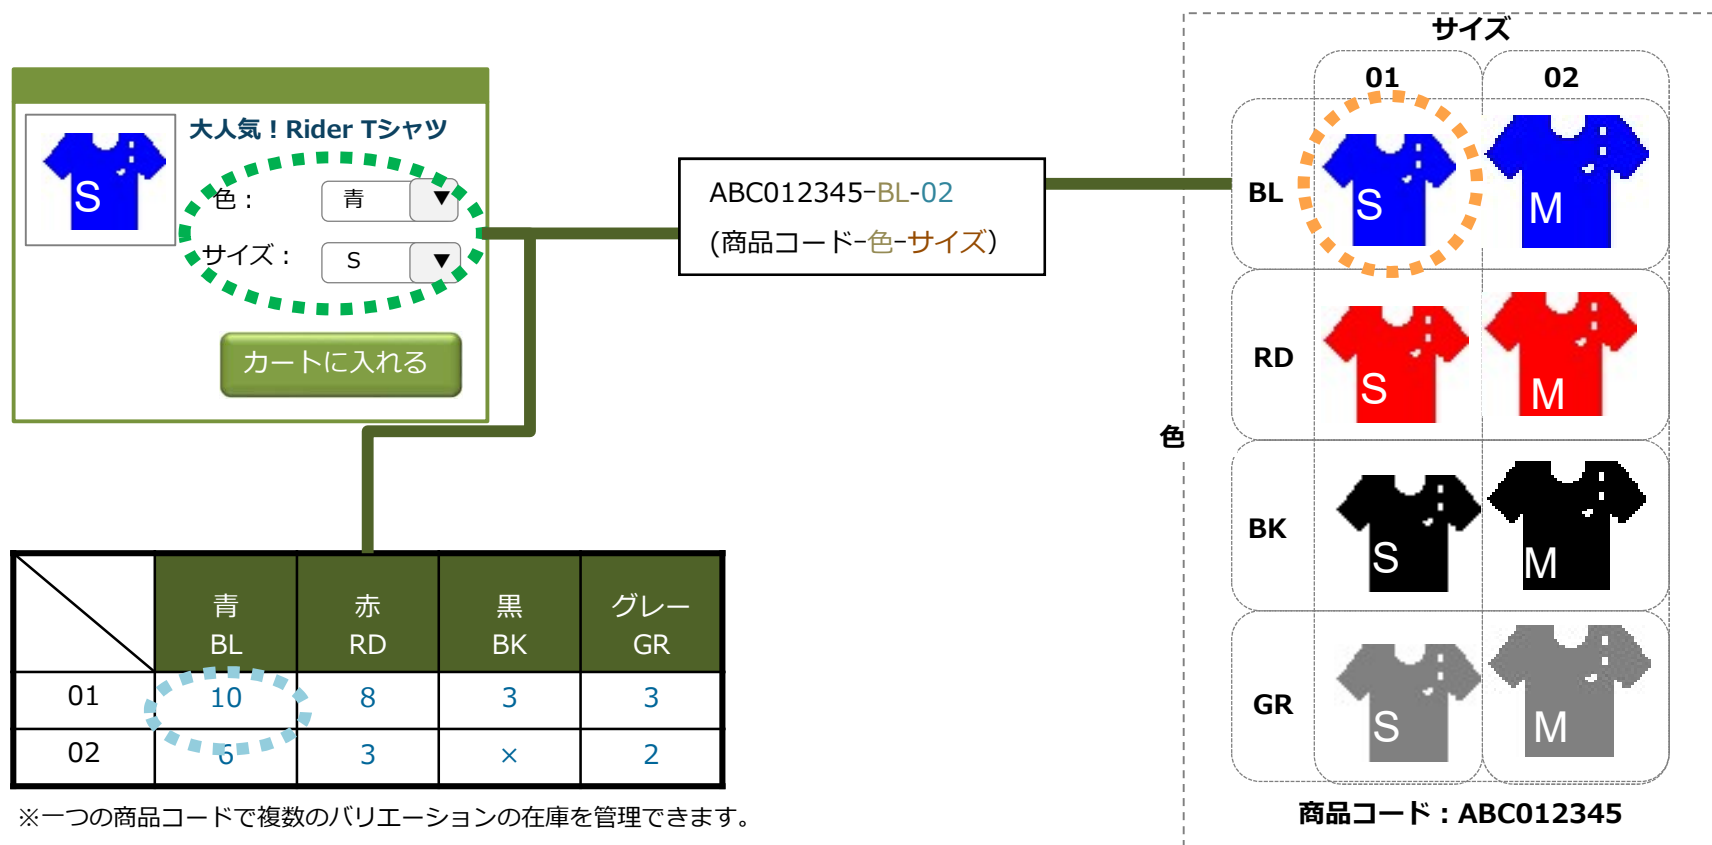 大人気！Rider Tシャツ
S
色：
青
▼
サイズ：
S
▼
カートに入れる
ABC012345-BL-02
(商品コード-色-サイズ)
サイズ
01
02
BL
S
M
RD
S
M
色
BK
S
M
GR
S
M
商品コード：ABC012345
青
赤
黒
グレー
BL
RD
BK
GR
01
10
8
3
3
02
6
3
×
2
※一つの商品コードで複数のバリエーションの在庫を管理できます。